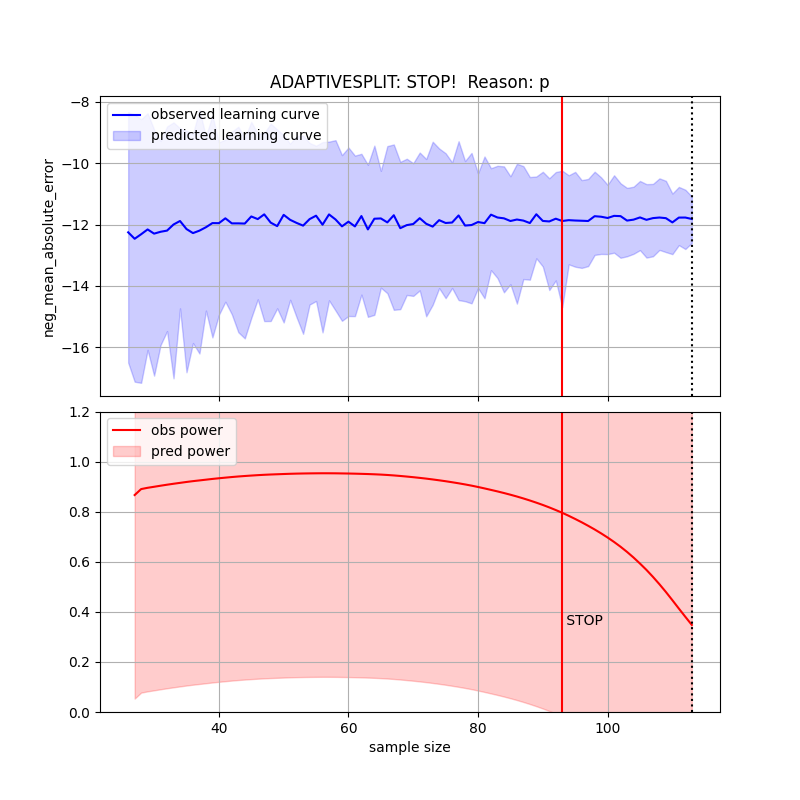 ADAPTIVESPLIT: STOP!  Reason: p
observed learning curve
predicted learning curve
neg_mean_absolute_error
−8
−10
−12
−14
−16
obs power
pred power
1.2
1.0
0.8
0.6
0.4
0.2
0.0
STOP
40 60 80 100
sample size